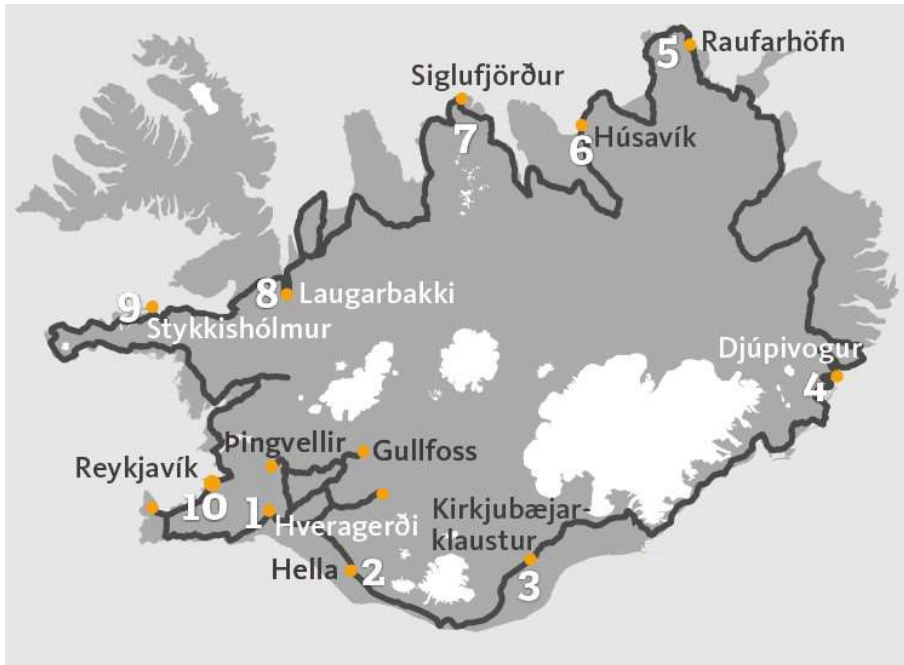 Raufarhöfn
5
Siglufjörður
7
Húsavík
6
8 Laugarbakki
9
Stykkishólmur
Djúpivogur
4
Þingvellir
Gullfoss
Reykjavík
10
1
Hveragerði
Kirkjubæjar-
klaustur
3
Hella 2